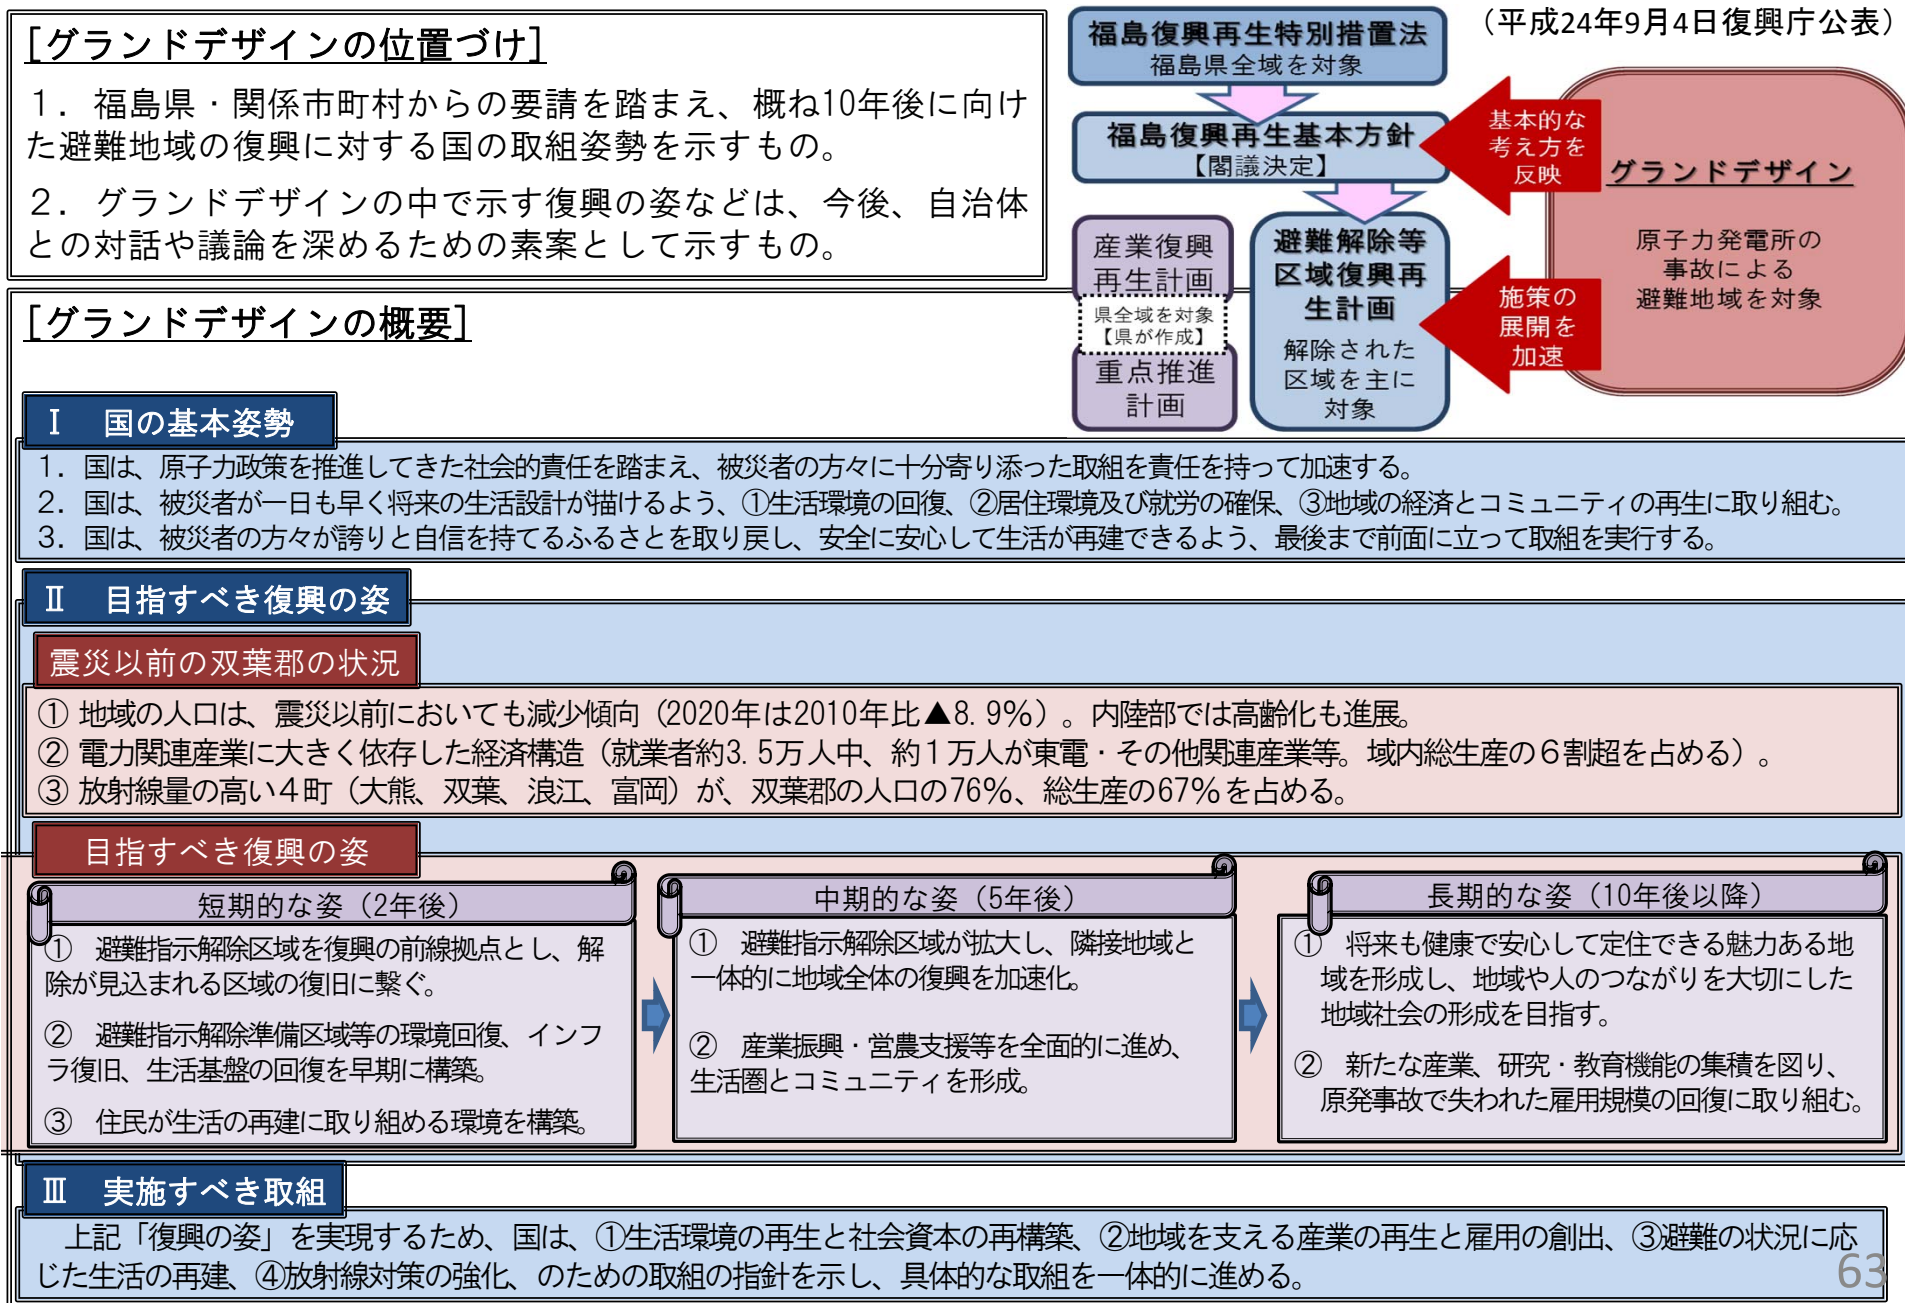 [グランドデザインの位置づけ]
１．福島県・関係市町村からの要請を踏まえ、概ね10年後に向け
た避難地域の復興に対する国の取組姿勢を示すもの。
２．グランドデザインの中で示す復興の姿などは、今後、自治体
との対話や議論を深めるための素案として示すもの。
（平成24年9月4日復興庁公表）
福島復興再生特別措置法
福島県全域を対象
福島復興再生基本方針
【閣議決定】
基本的な
考え方を
反映
グランドデザイン
原子力発電所の
事故による
避難地域を対象
産業復興
再生計画
県全域を対象
【県が作成】
重点推進
計画
避難解除等
区域復興再
生計画
解除された
区域を主に
対象
施策の
展開を
加速
[グランドデザインの概要]
Ⅰ　国の基本姿勢
１．国は、原子力政策を推進してきた社会的責任を踏まえ、被災者の方々に十分寄り添った取組を責任を持って加速する。
２．国は、被災者が一日も早く将来の生活設計が描けるよう、①生活環境の回復、②居住環境及び就労の確保、③地域の経済とコミュニティの再生に取り組む。
３．国は、被災者の方々が誇りと自信を持てるふるさとを取り戻し、安全に安心して生活が再建できるよう、最後まで前面に立って取組を実行する。
Ⅱ　目指すべき復興の姿
震災以前の双葉郡の状況
① 地域の人口は、震災以前においても減少傾向（2020年は2010年比▲8.9%）。内陸部では高齢化も進展。
② 電力関連産業に大きく依存した経済構造（就業者約3.5万人中、約１万人が東電・その他関連産業等。域内総生産の６割超を占める）。
③ 放射線量の高い４町（大熊、双葉、浪江、富岡）が、双葉郡の人口の76%、総生産の67%を占める。
目指すべき復興の姿
短期的な姿（2年後）
①　避難指示解除区域を復興の前線拠点とし、解
除が見込まれる区域の復旧に繋ぐ。
②　避難指示解除準備区域等の環境回復、インフ
ラ復旧、生活基盤の回復を早期に構築。
③　住民が生活の再建に取り組める環境を構築。
中期的な姿（5年後）
①　避難指示解除区域が拡大し、隣接地域と
一体的に地域全体の復興を加速化。
②　産業振興・営農支援等を全面的に進め、
生活圏とコミュニティを形成。
長期的な姿（10年後以降）
①　将来も健康で安心して定住できる魅力ある地
域を形成し、地域や人のつながりを大切にした
地域社会の形成を目指す。
②　新たな産業、研究・教育機能の集積を図り、
原発事故で失われた雇用規模の回復に取り組む。
Ⅲ　実施すべき取組
上記「復興の姿」を実現するため、国は、①生活環境の再生と社会資本の再構築、②地域を支える産業の再生と雇用の創出、③避難の状況に応
じた生活の再建、④放射線対策の強化、のための取組の指針を示し、具体的な取組を一体的に進める。
63